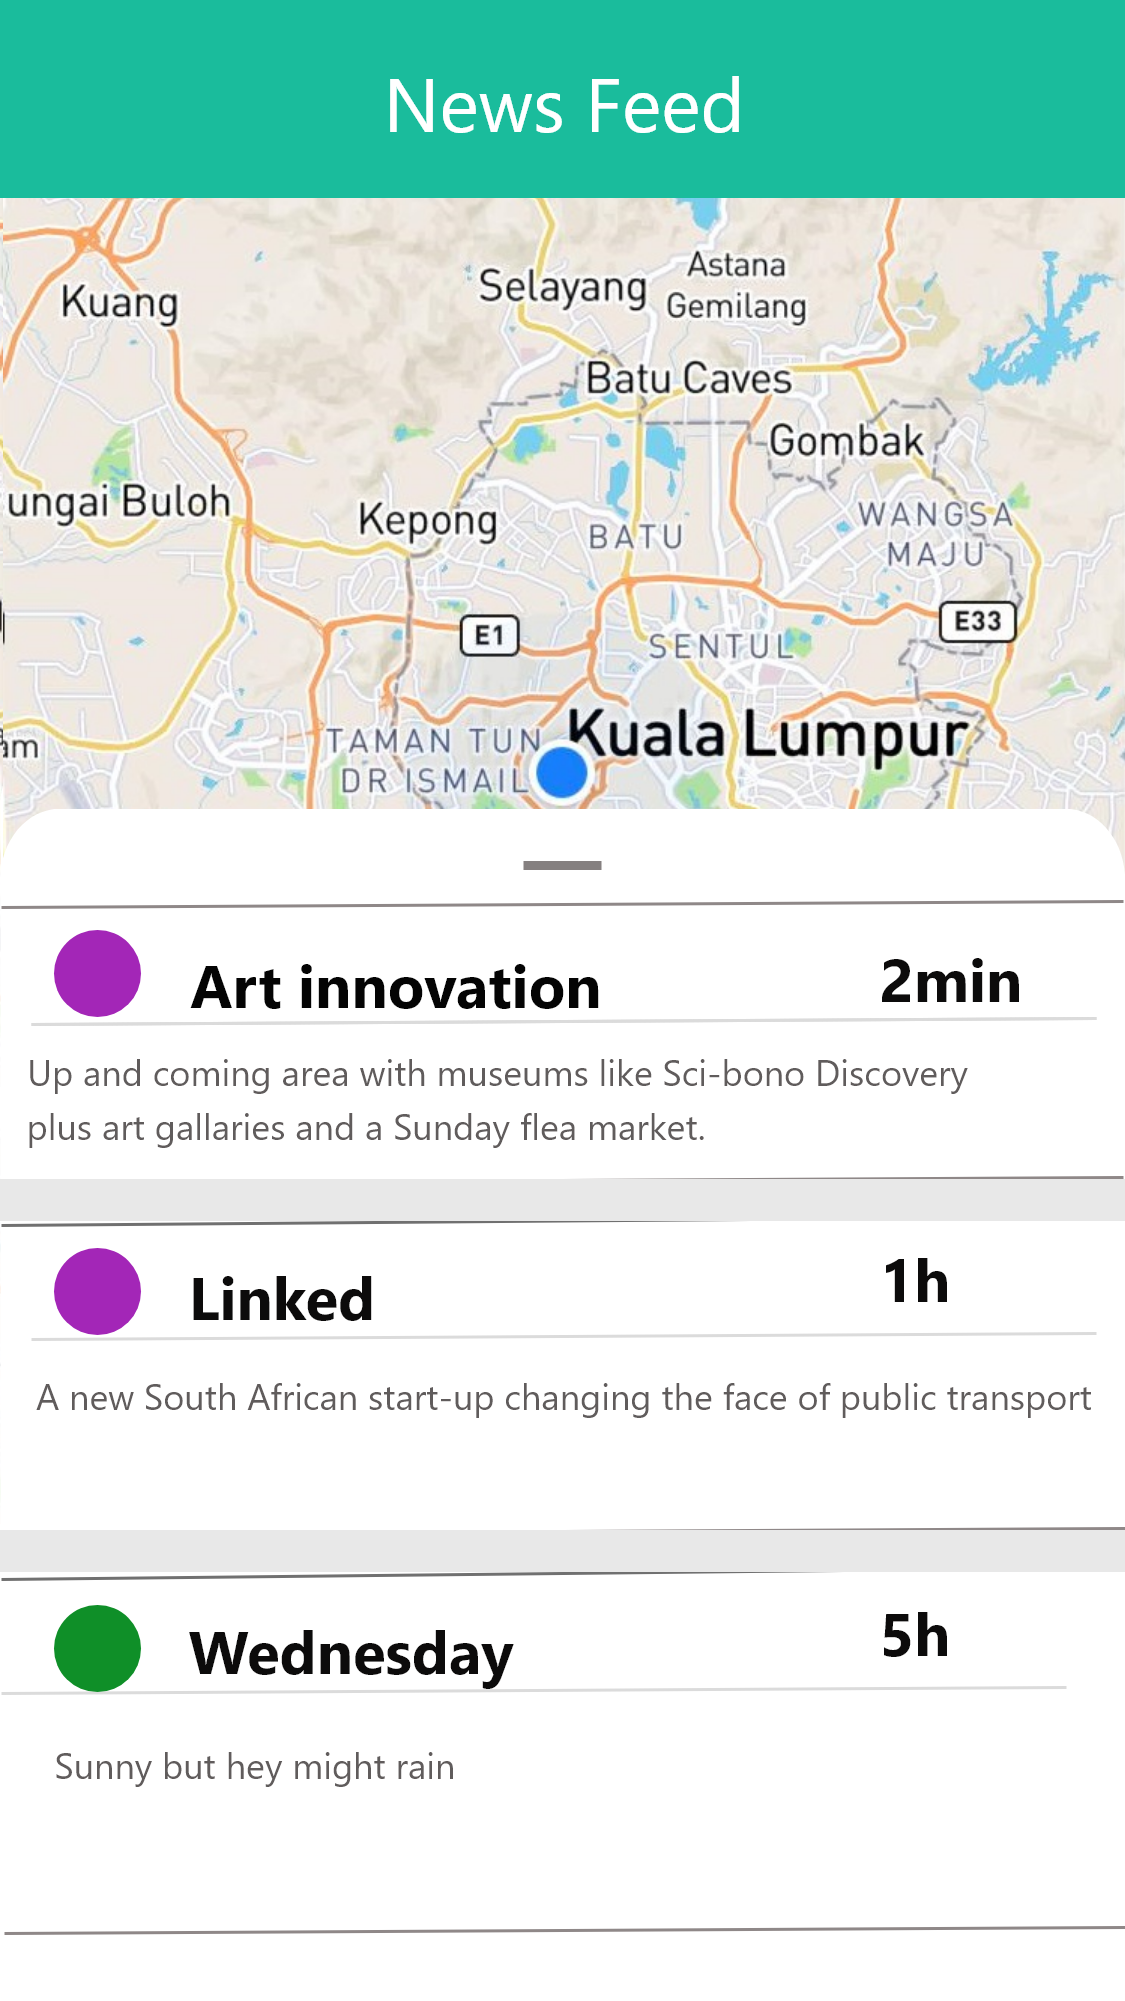 News Feed
Astana
Gemilang
Selayang
Kuang
Batu Caves
Gombak
ungai Buloh
Kepong
BATU
WANGSA
MAJU
E1
E33
SENTUL
Kuala Lumpur
TAMAN TUN
DR ISMAIL
am
Art innovation 2min
Up and coming area with museums like Sci-bono Discovery
plus art gallaries and a Sunday flea market.
Linked 1h
A new South African start-up changing the face of public transport
Wednesday 5h
Sunny but hey might rain